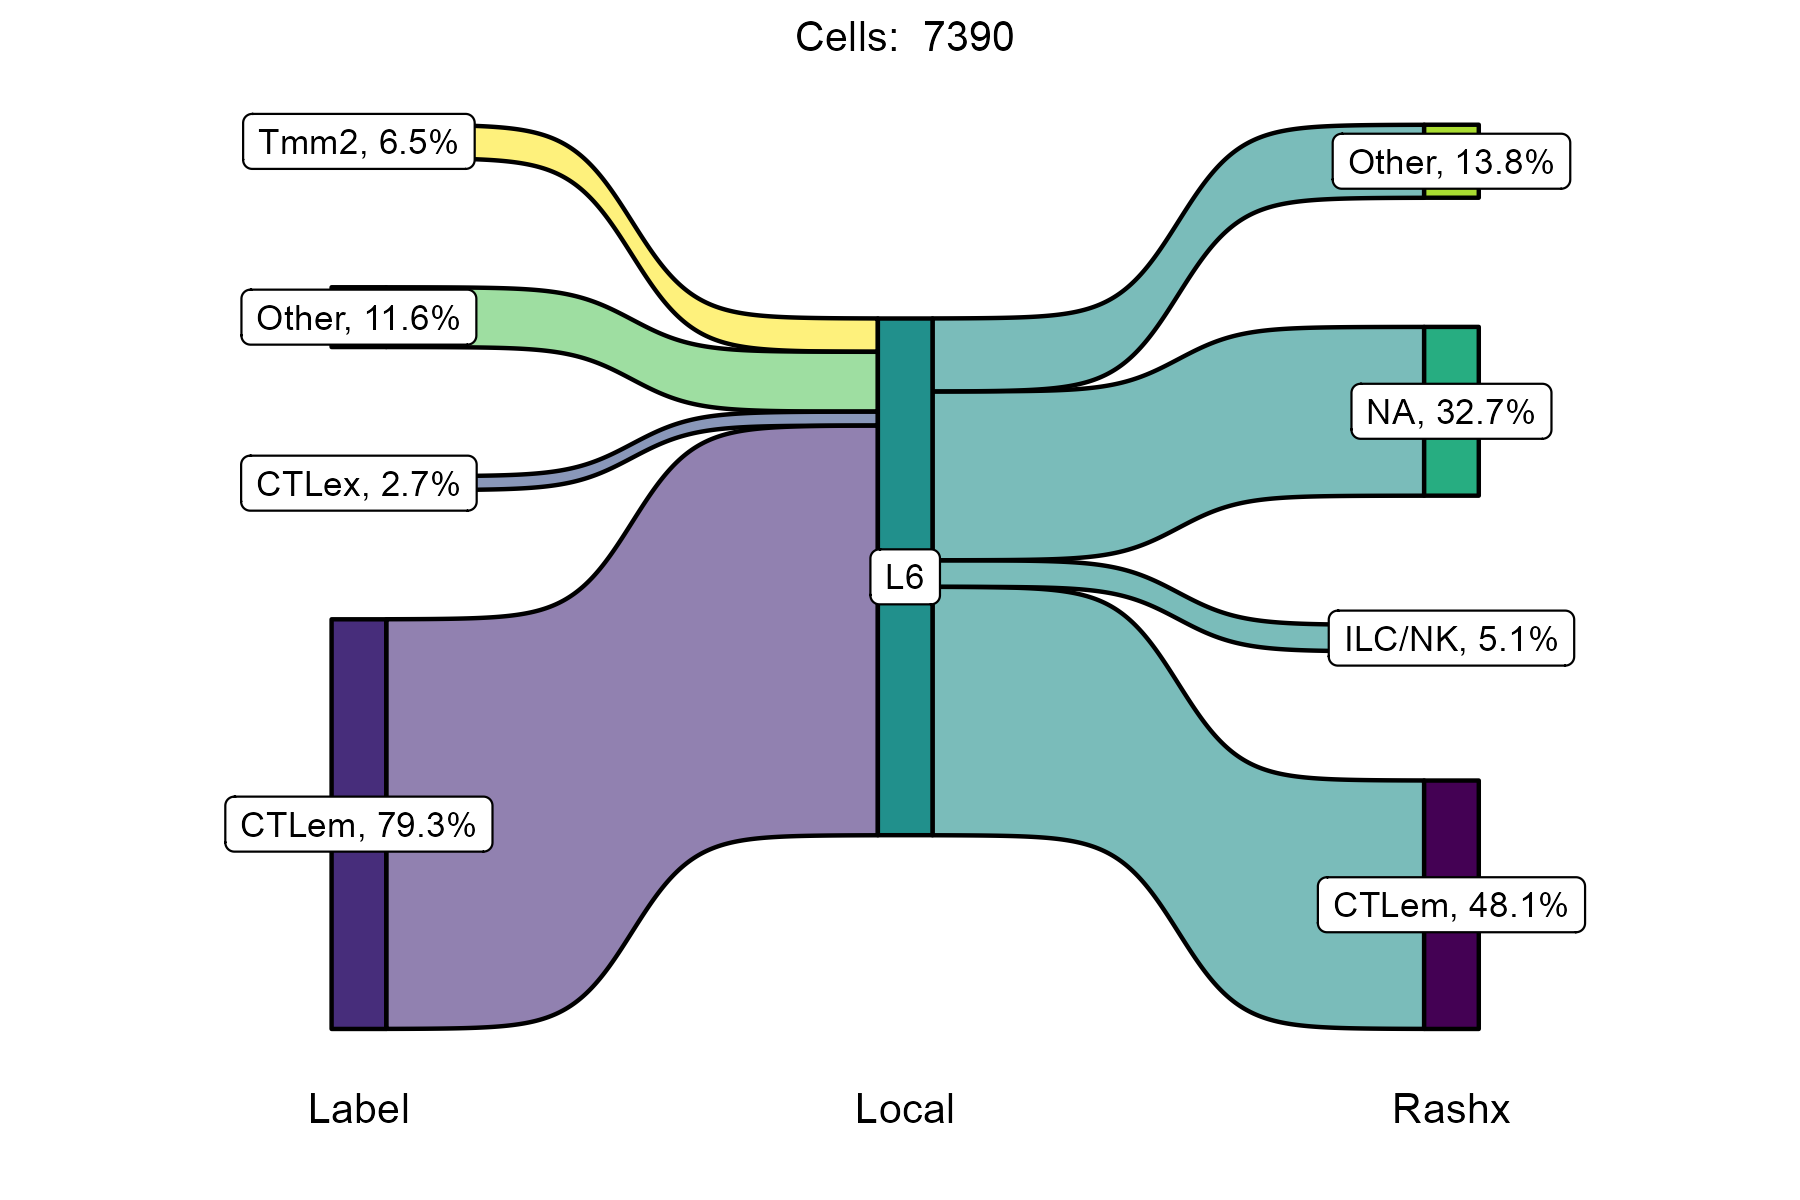 Cells:  7390
Tmm2, 6.5%
Other, 11.6%
CTLex, 2.7%
CTLem, 79.3%
L6
Other, 13.8%
NA, 32.7%
ILC/NK, 5.1%
CTLem, 48.1%
Label
Local
Rashx